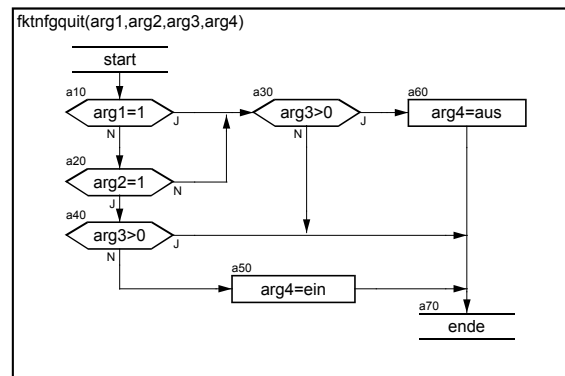 fktnfgquit(arg1,arg2,arg3,arg4)
start
a10
arg1=1
J
N
a30
arg3>0
J
N
a60
arg4=aus
a20
arg2=1
N
J
a40
arg3>0
J
N
a50
arg4=ein
a70
ende